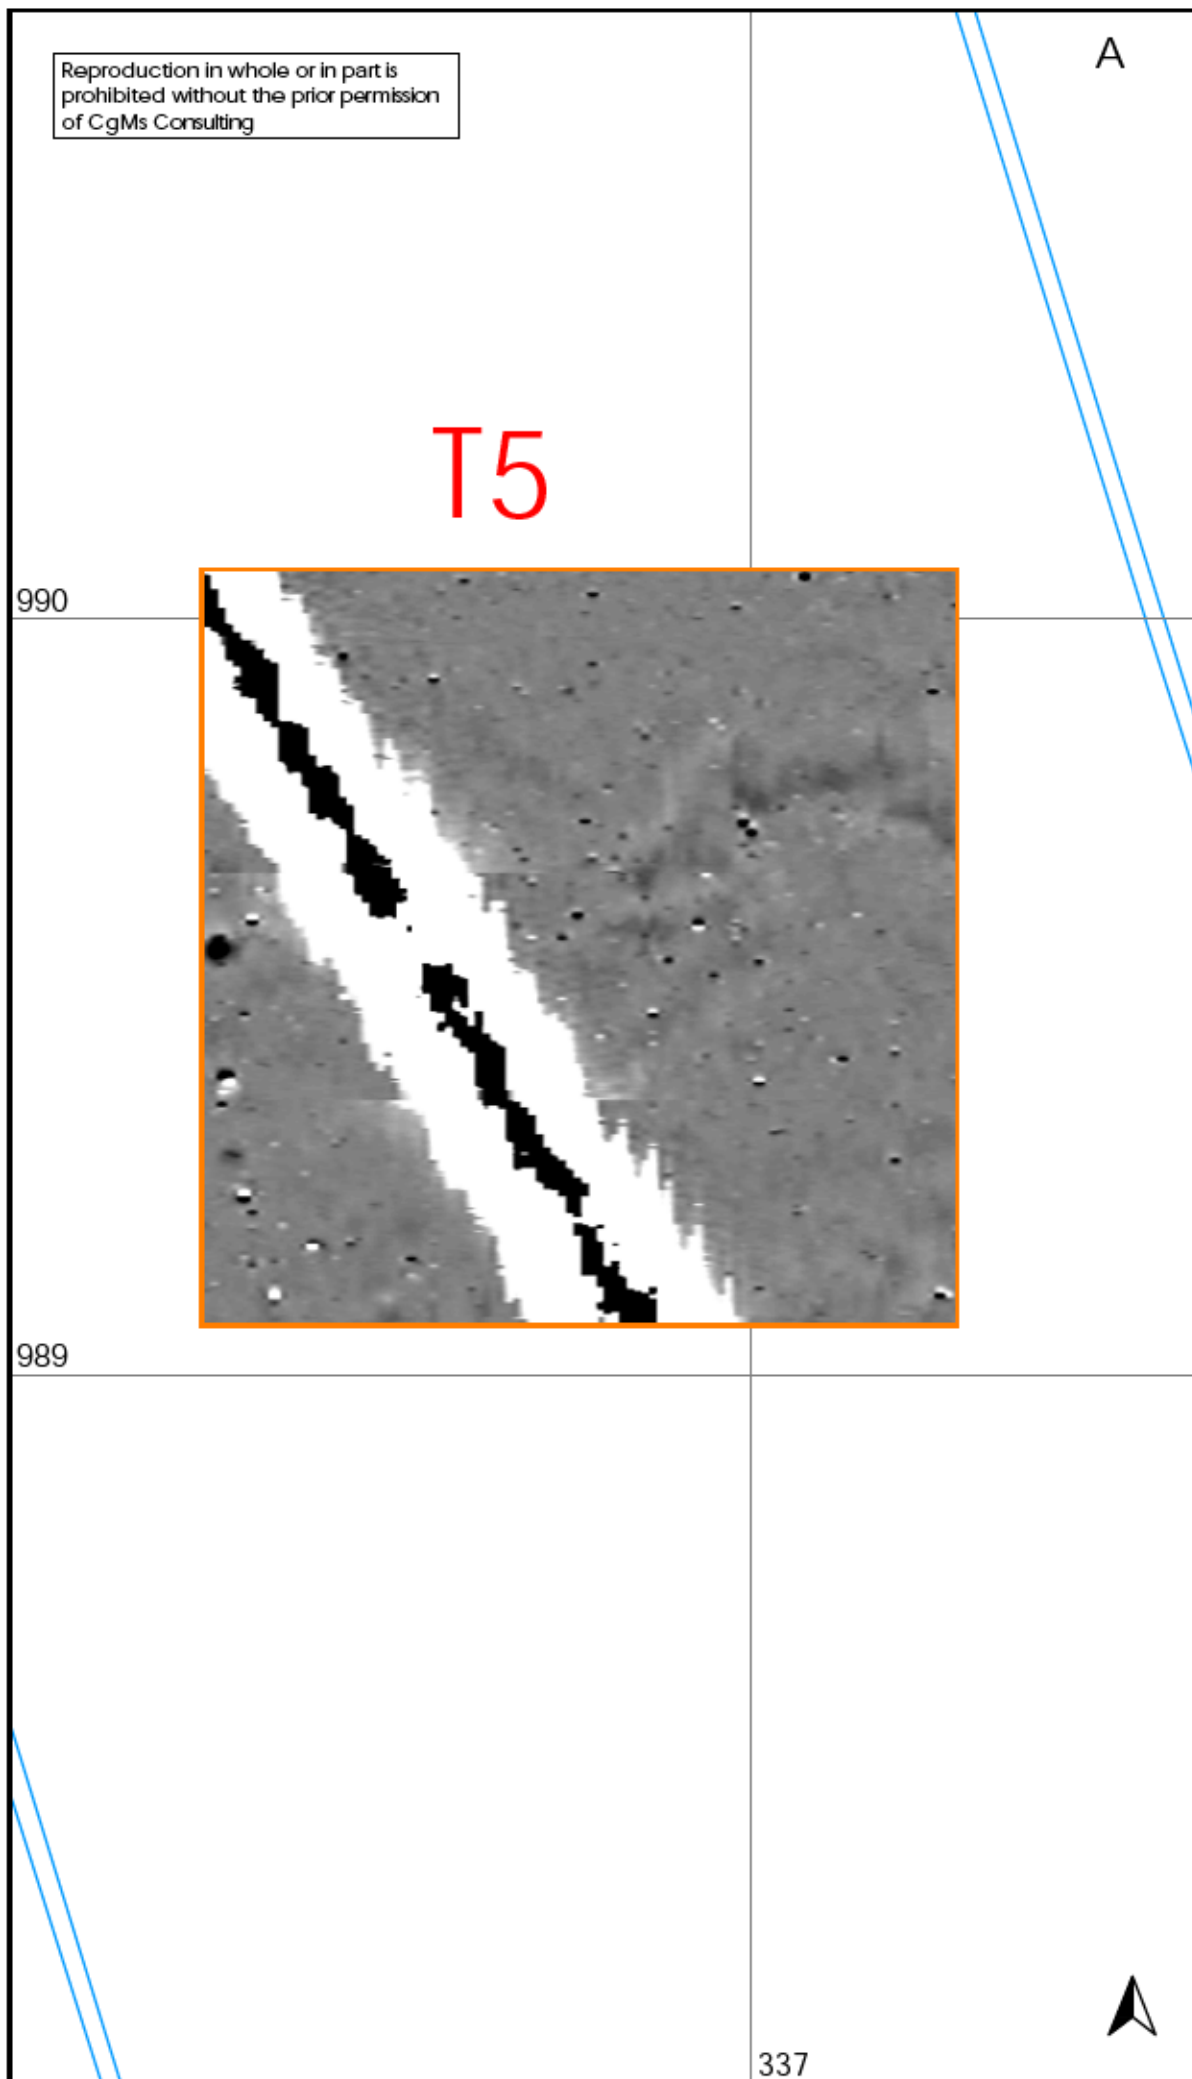 A
Reproduction in whole or in part is
prohibited without the prior permission
of CgMs Consulting
T5
990
989
337